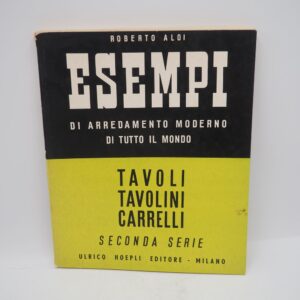 ROBERTO ALOI
ESEMPI
DI ARREDAMENTO MODERNO
DI TUTTO IL MONDO
TAVOLI
TAVOLINI
CARRELLI
SECONDA SERIE
ULRICO HOEPLI EDITORE - MILANO